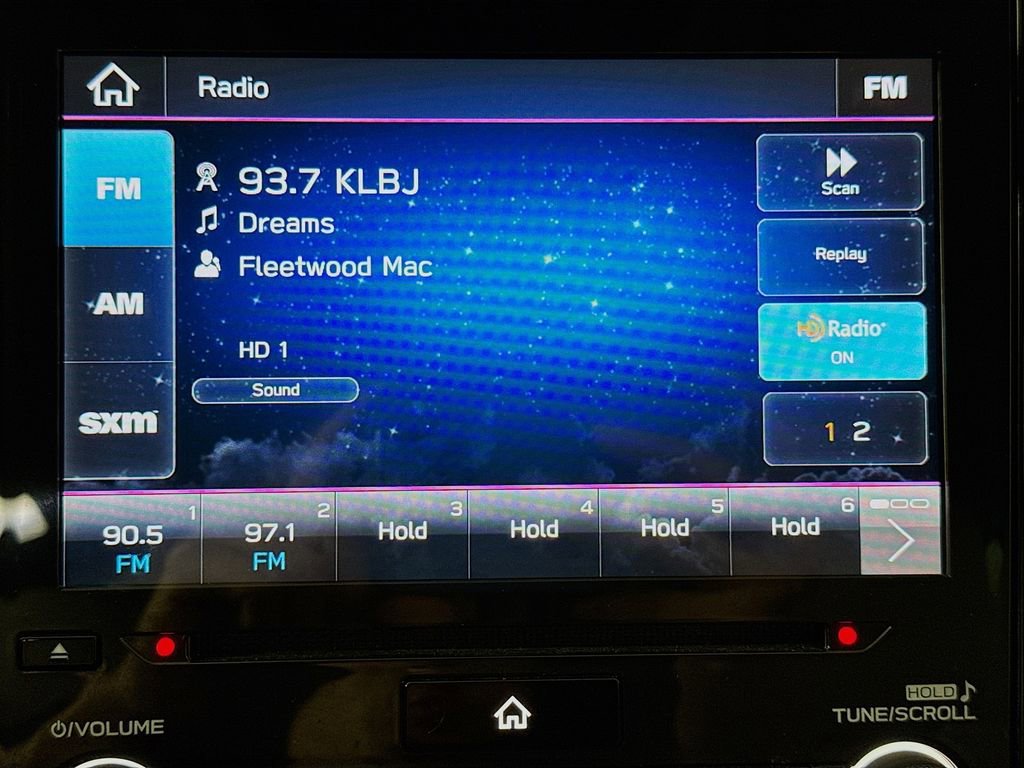 Radio
FM
FM
AM
sxm
93.7 KLBJ
Dreams
Fleetwood Mac
HD 1
Sound
Scan
Replay
HD Radio
ON
1 2
1
90.5
FM
2
97.1
FM
3
Hold
4
Hold
5
Hold
6
Hold
/VOLUME
HOLD
TUNE/SCROLL